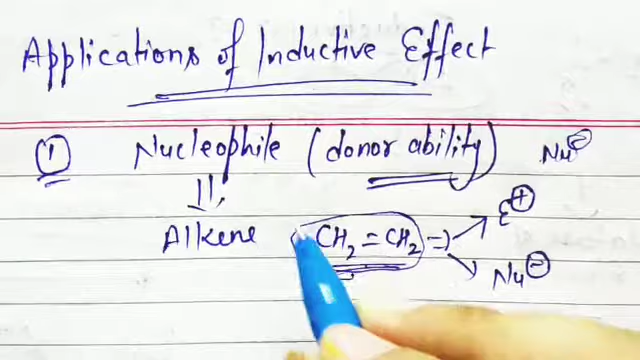 Applications of Inductive Effect
① Nucleophile (donor ability) Nu⊖
⇓
Alkene CH₂=CH₂ ⇒ E⊕
Nu⊖